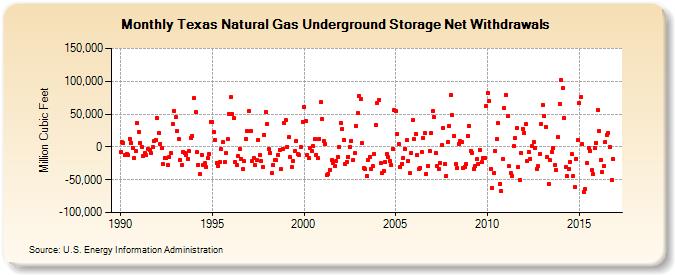 Monthly Texas Natural Gas Underground Storage Net Withdrawals
Million Cubic Feet
150,000
100,000
50,000
0
-50,000
-100,000
1990 1995 2000 2005 2010 2015
Source: U.S. Energy Information Administration